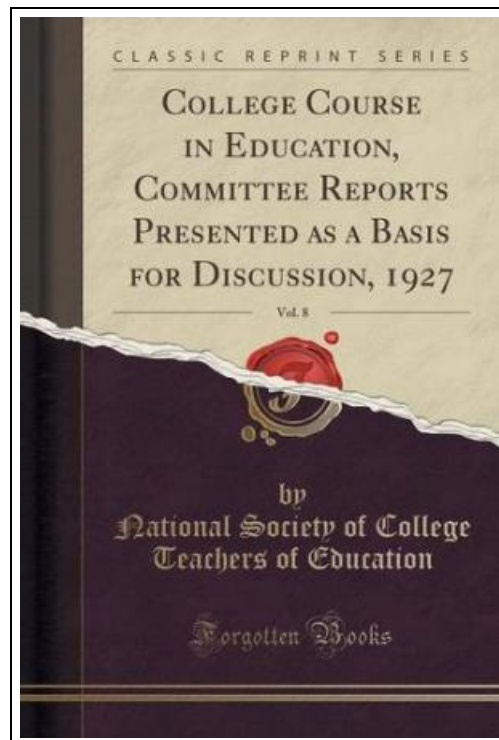 CLASSIC REPRINT SERIES
COLLEGE COURSE
IN EDUCATION,
COMMITTEE REPORTS
PRESENTED AS A BASIS
FOR DISCUSSION, 1927
Vol. 8
F
by
National Society of College
Teachers of Education
Forgotten Books